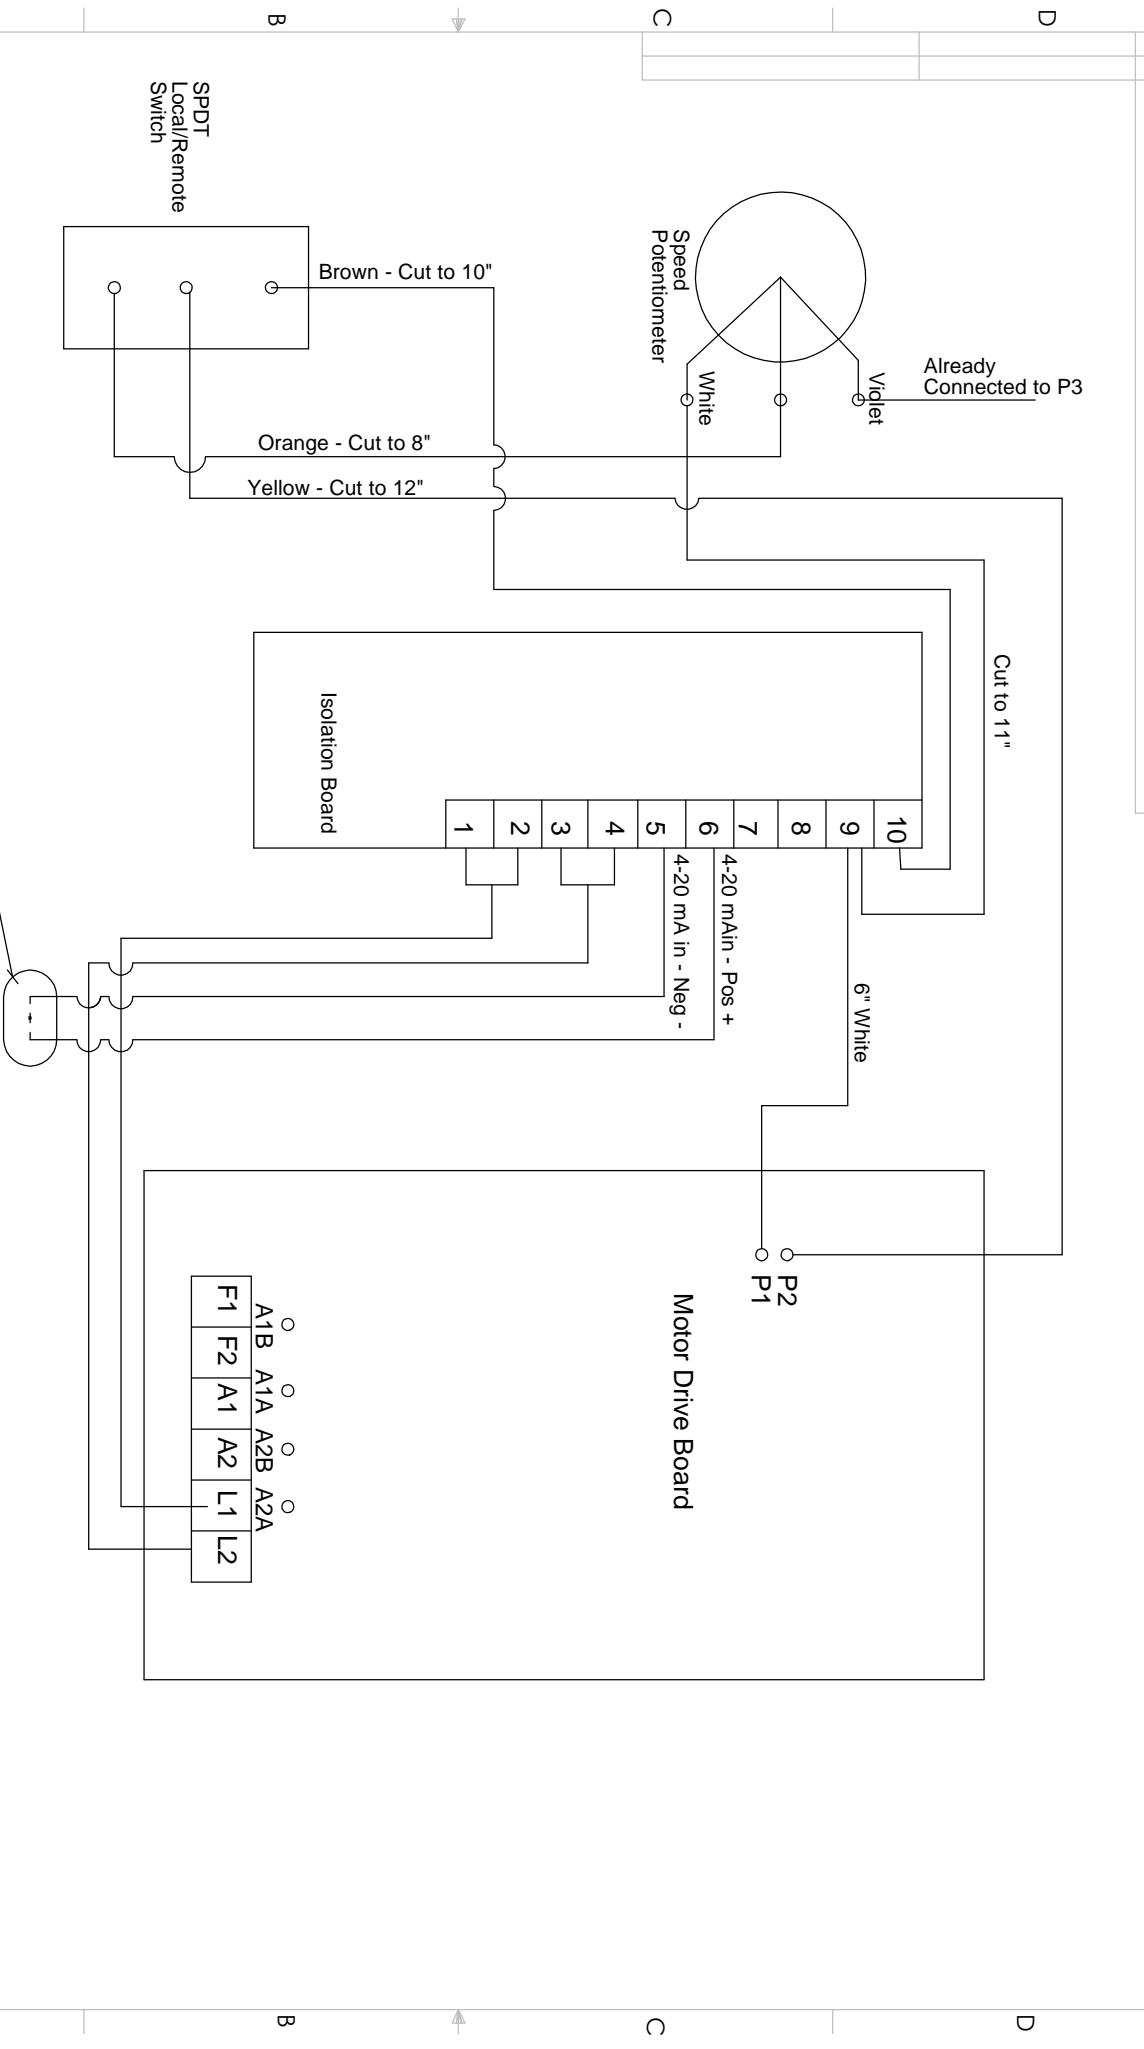 B
C
D
SPDT
Local/Remote
Switch
Brown - Cut to 10"
Speed
Potentiometer
White
Violet
Already
Connected to P3
Orange - Cut to 8"
Yellow - Cut to 12"
Cut to 11"
Isolation Board
1
2
3
4
5
6
7
8
9
10
4-20 mA in - Neg -
4-20 mAin - Pos +
6" White
P2
P1
Motor Drive Board
A1B
A1A
A2B
A2A
F1
F2
A1
A2
L1
L2
B
C
D